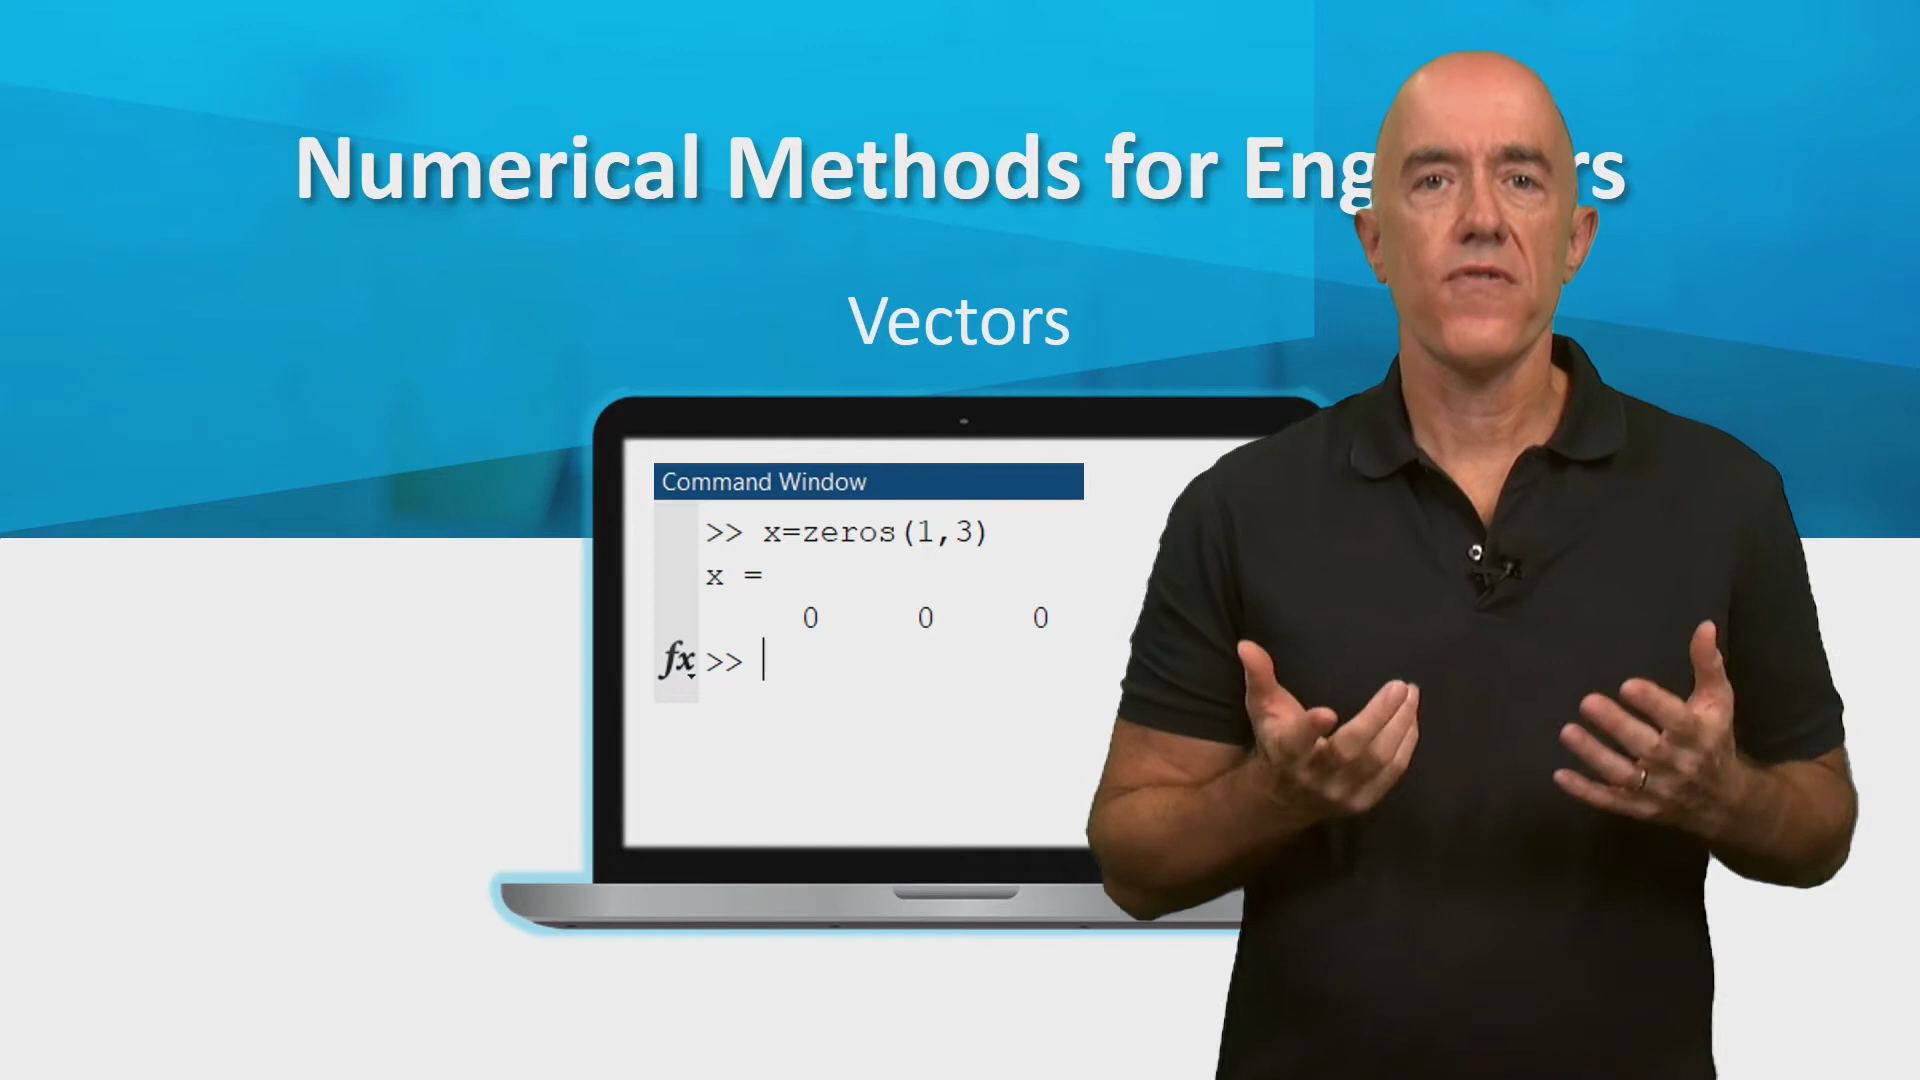 Numerical Methods for Eng rs
Vectors
Command Window
>> x=zeros(1,3)
x =
0 0 0
fx >>